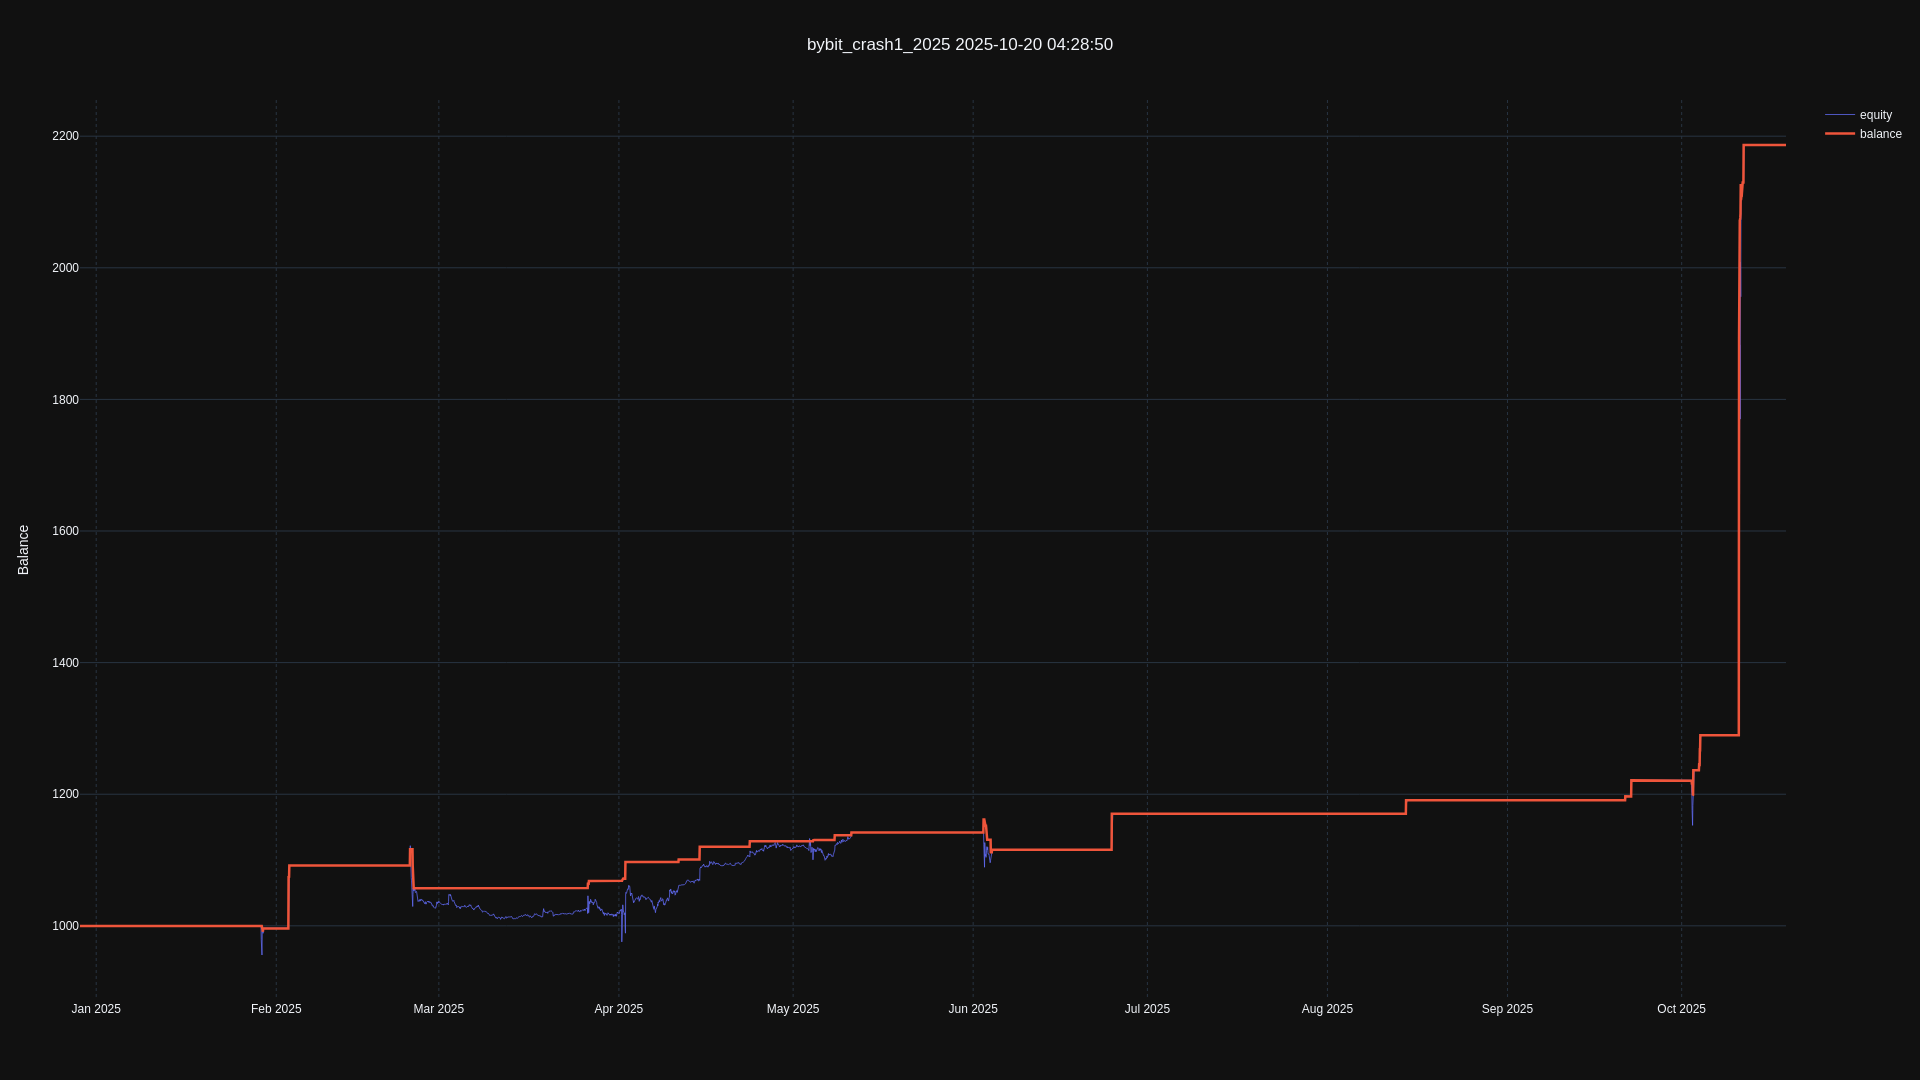 bybit_crash1_2025 2025-10-20 04:28:50
equity
balance
Balance
2200
2000
1800
1600
1400
1200
1000
Jan 2025
Feb 2025
Mar 2025
Apr 2025
May 2025
Jun 2025
Jul 2025
Aug 2025
Sep 2025
Oct 2025